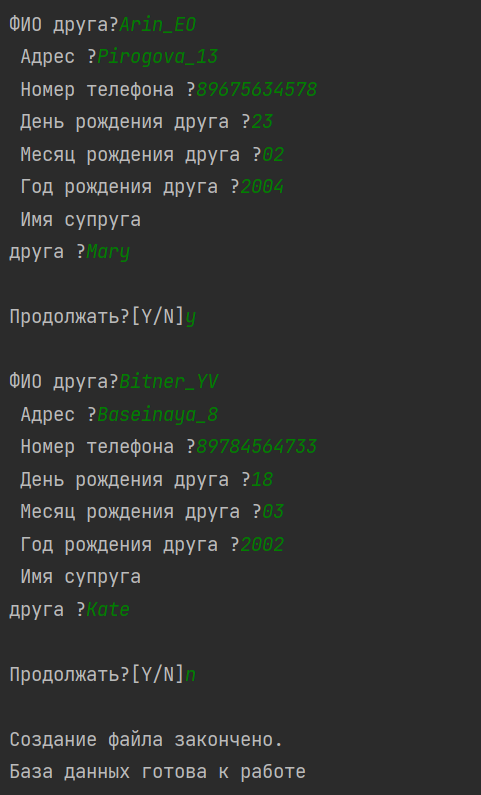 ФИО друга?Arin_EO
Адрес ?Pirogova_13
Номер телефона ?89675634578
День рождения друга ?23
Месяц рождения друга ?02
Год рождения друга ?2004
Имя супруга
друга ?Mary
Продолжать?[Y/N]y
ФИО друга?Bitner_YV
Адрес ?Baseinaya_8
Номер телефона ?89784564733
День рождения друга ?18
Месяц рождения друга ?03
Год рождения друга ?2002
Имя супруга
друга ?Kate
Продолжать?[Y/N]n
Создание файла закончено.
База данных готова к работе